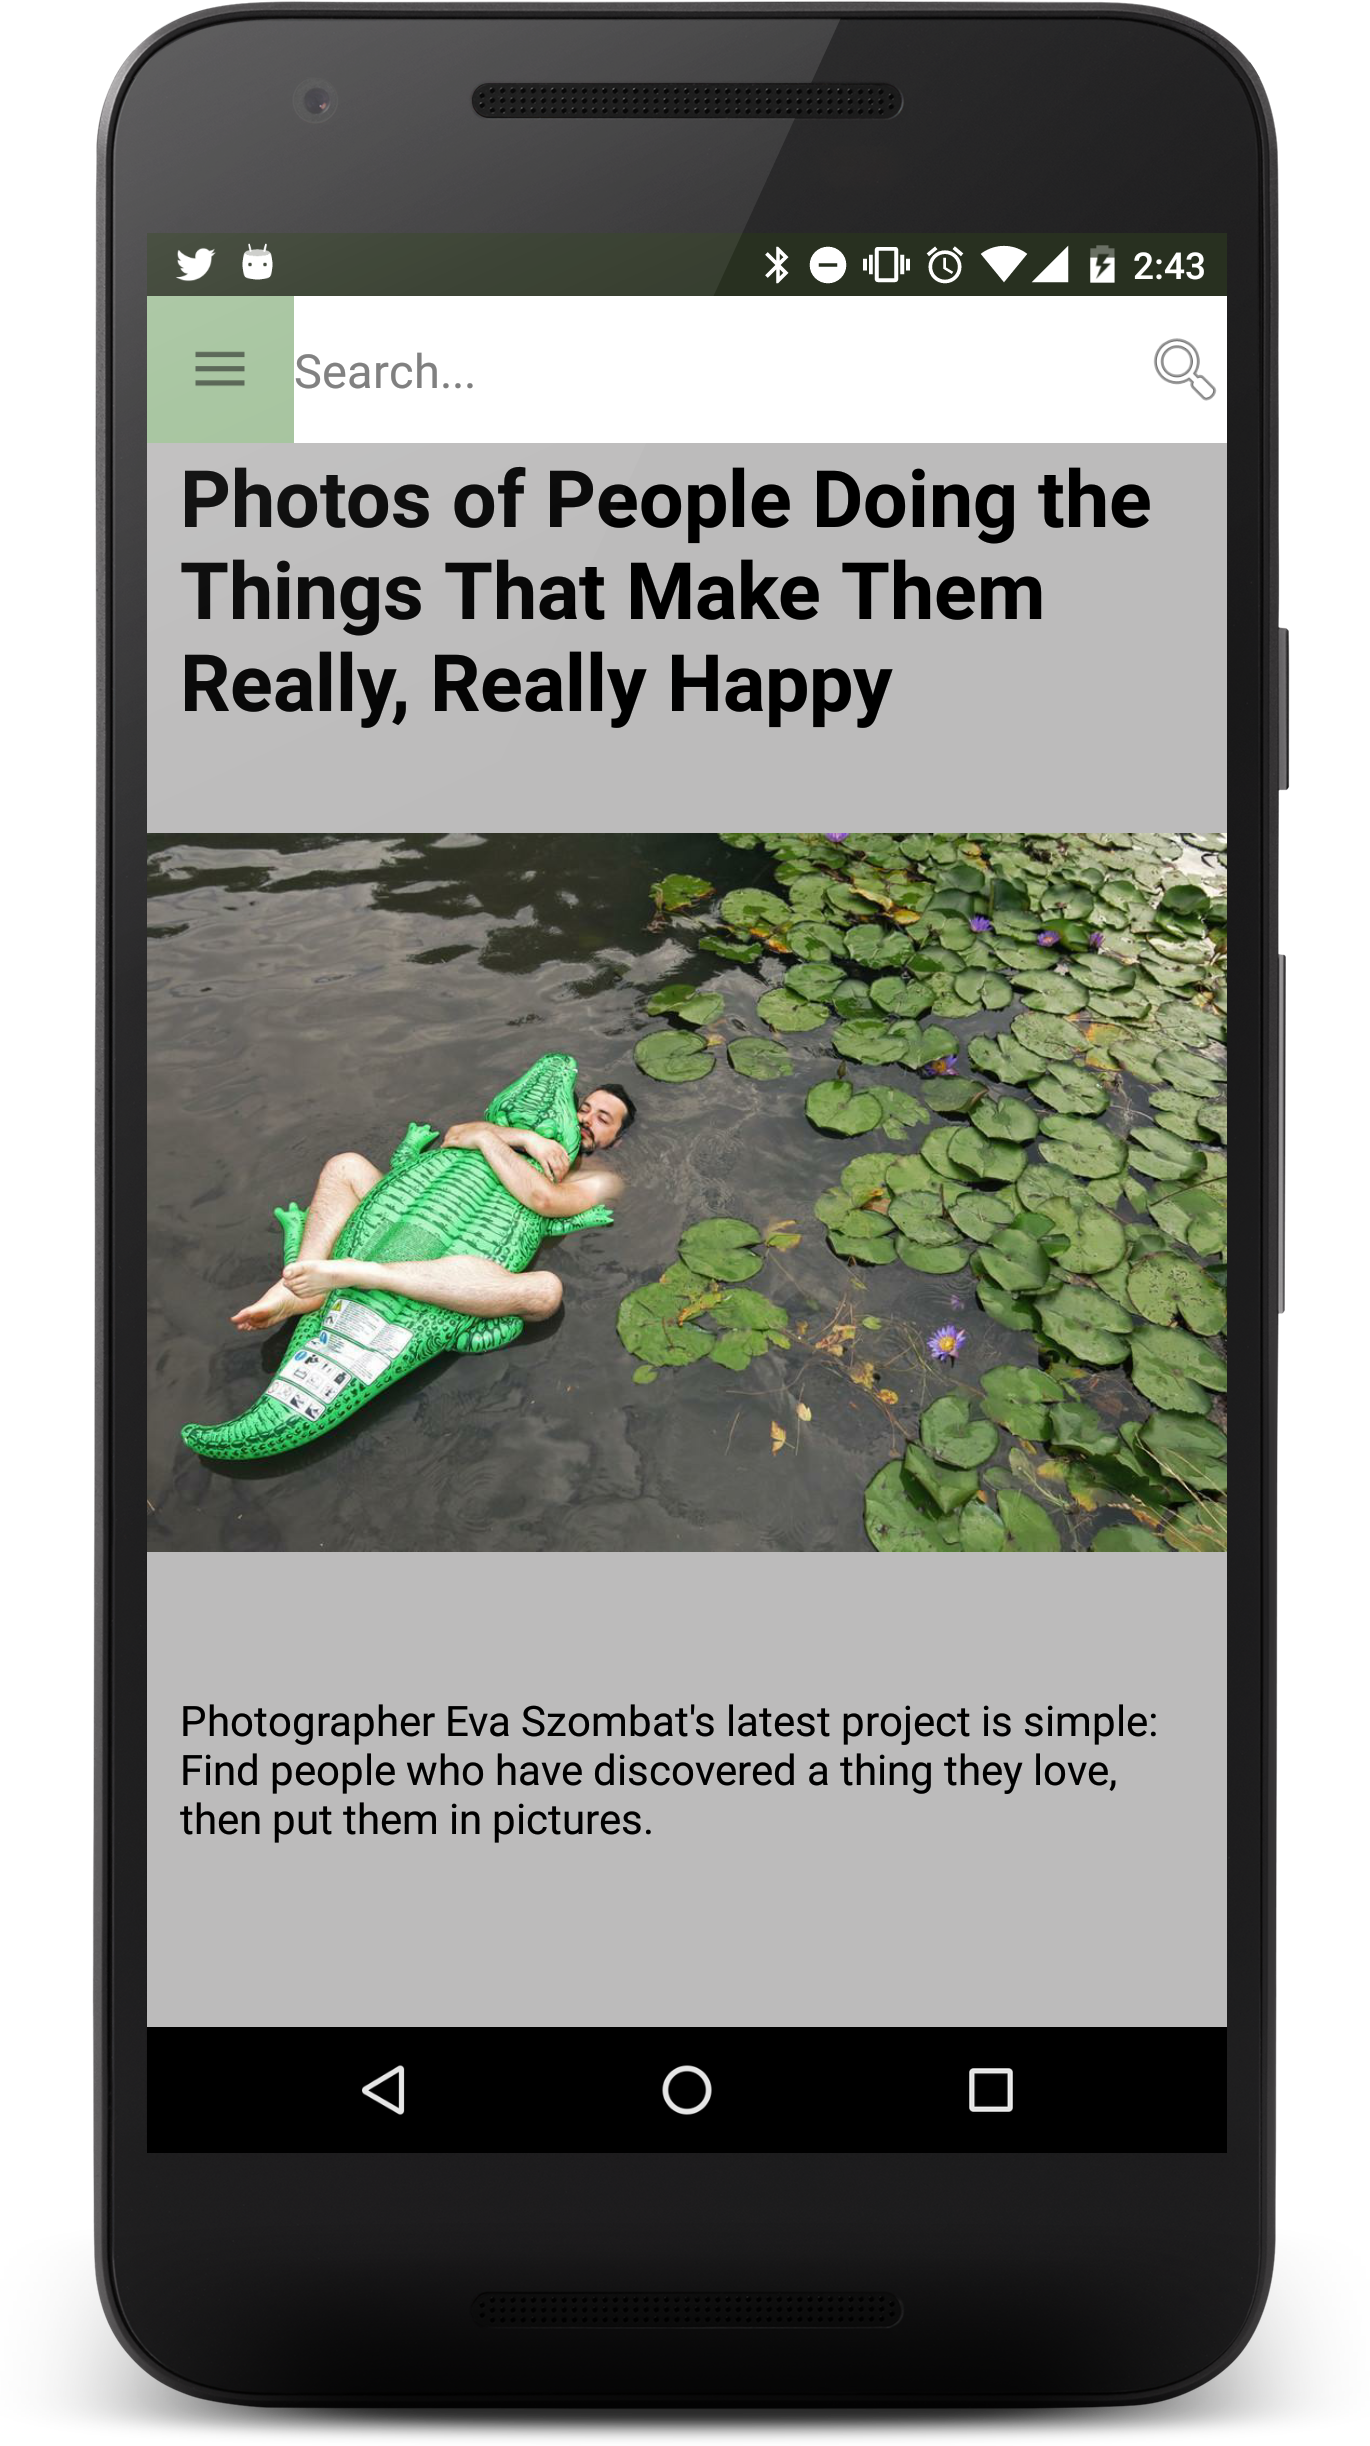 2:43
Search...
Photos of People Doing the
Things That Make Them
Really, Really Happy
Photographer Eva Szombat's latest project is simple:
Find people who have discovered a thing they love,
then put them in pictures.